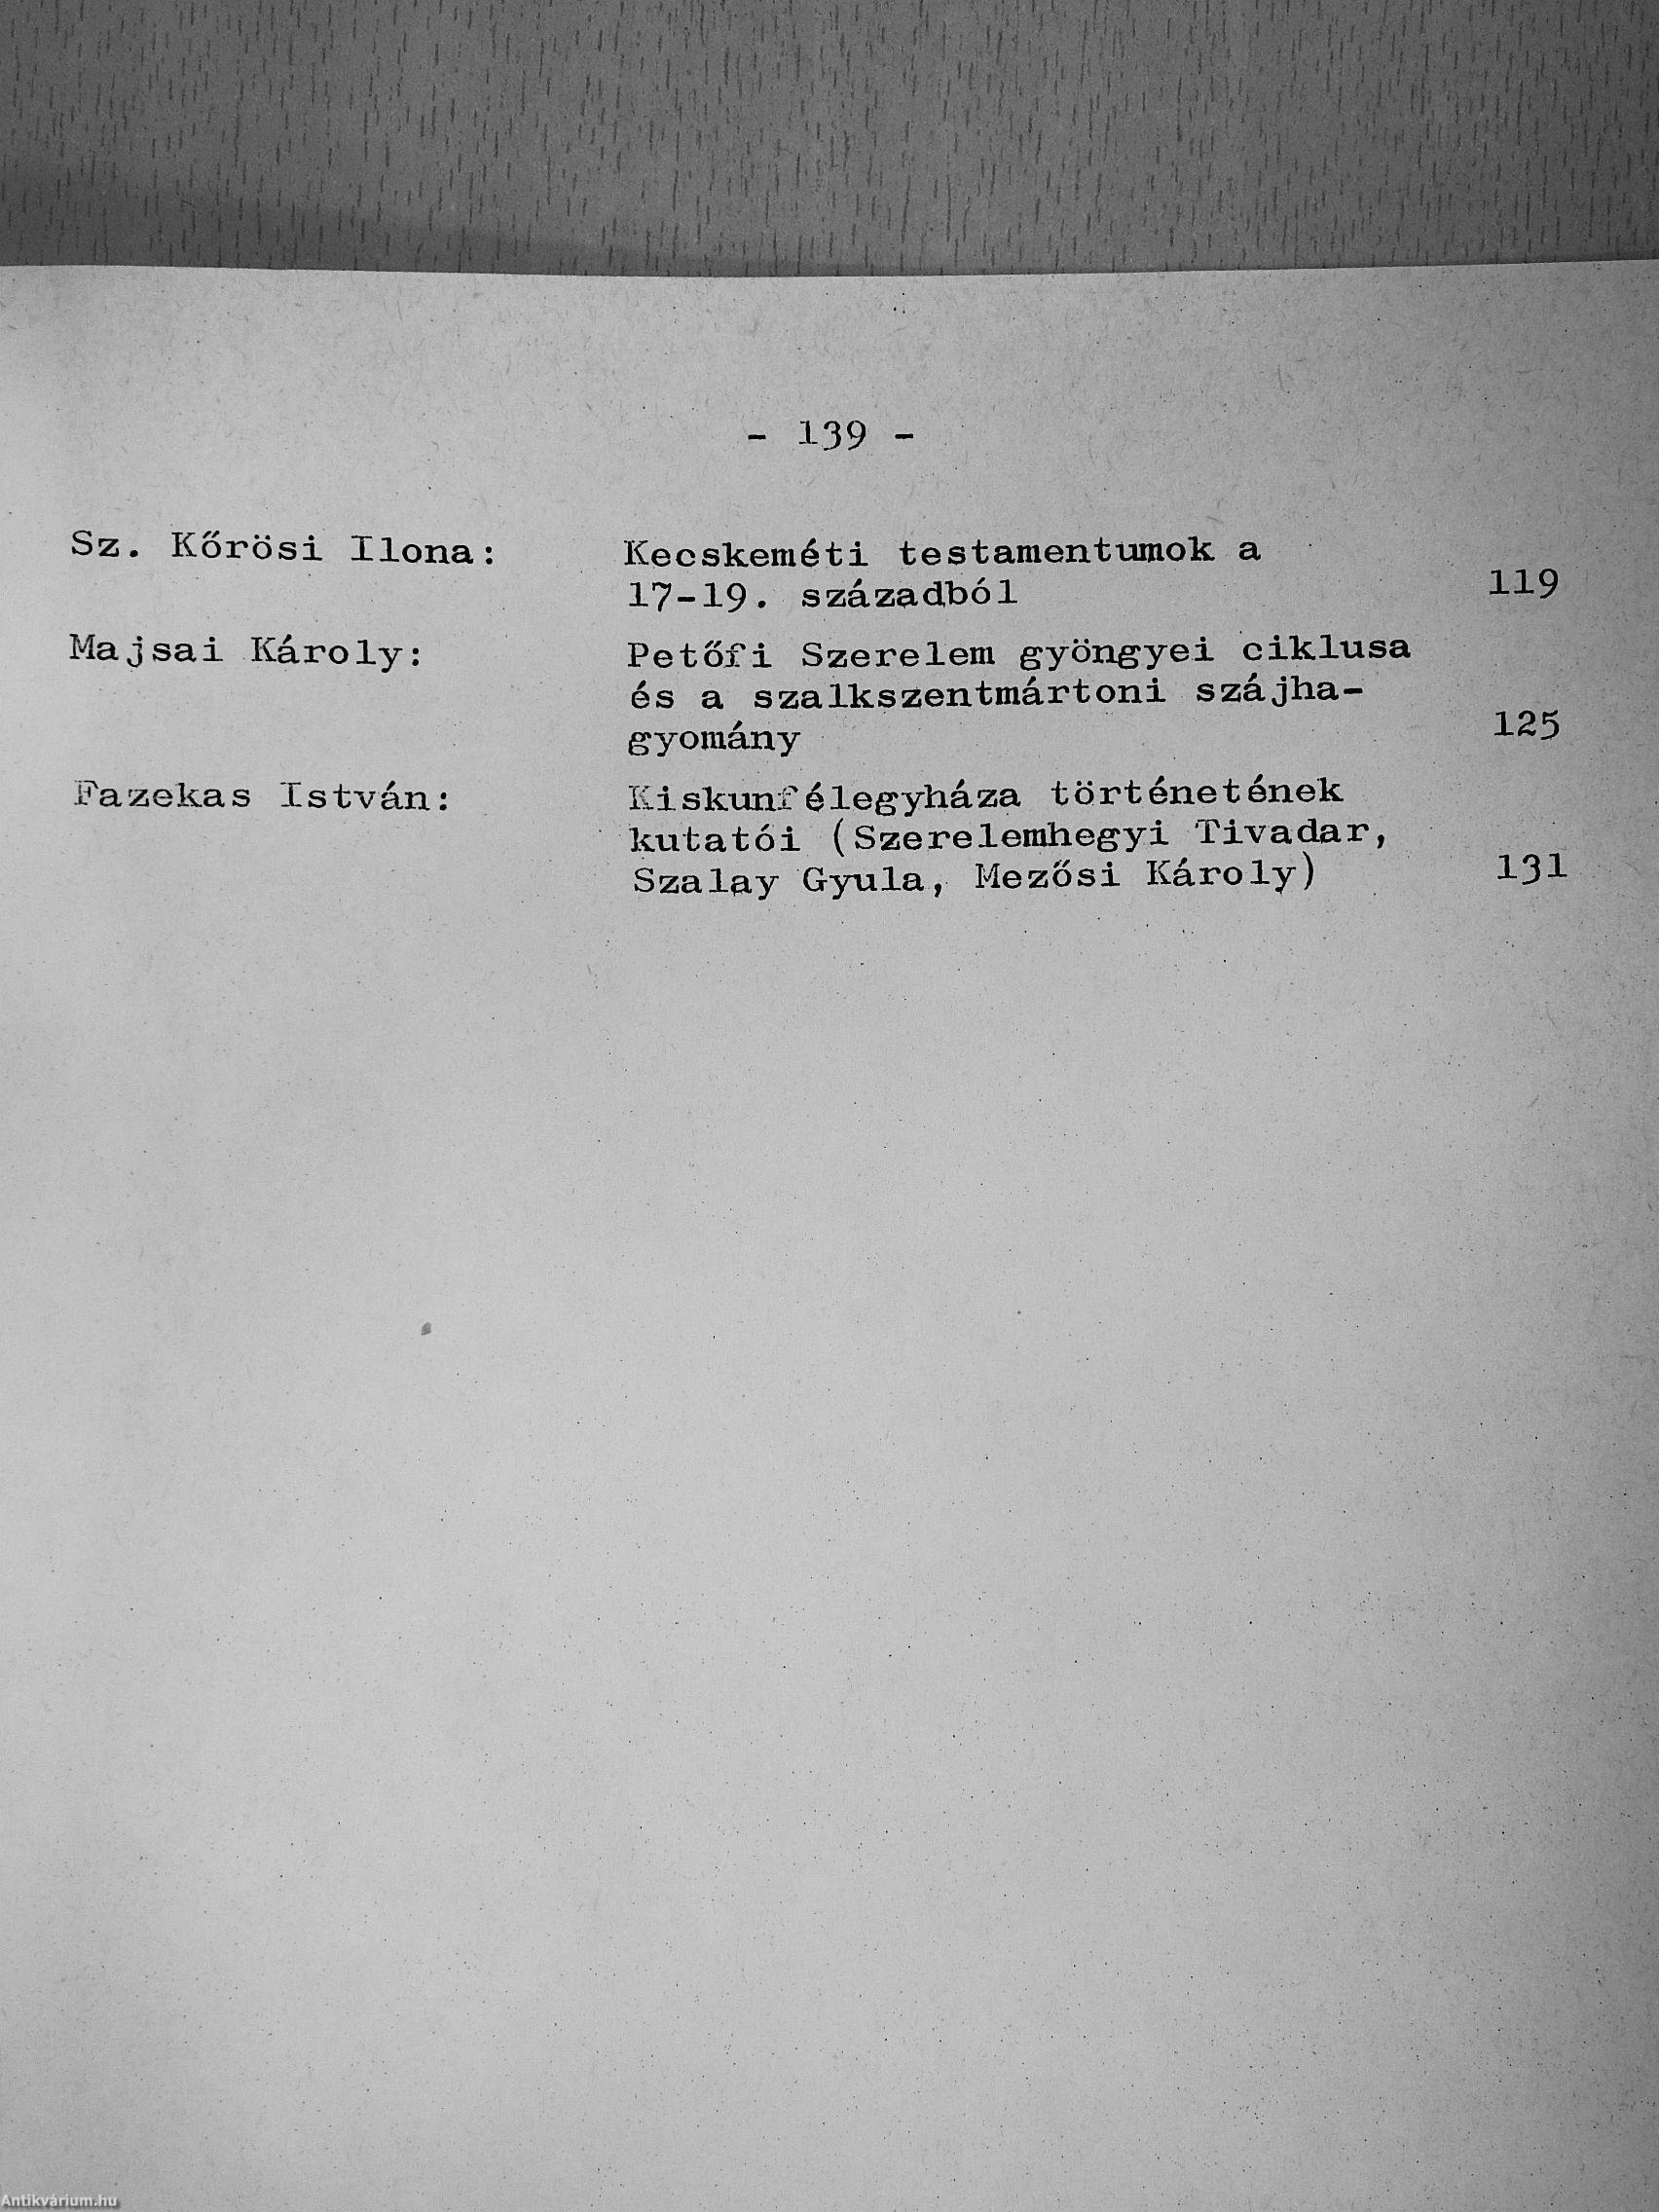 - 139 -
Sz. Kőrösi Ilona: Kecskeméti testamentumok a
17-19. századból 119
Majsai Károly: Petőfi Szerelem gyöngyei ciklusa
és a szalkszentmártoni szájha-
gyomány 125
Fazekas István: Kiskunfélegyháza történetének
kutatói (Szerelemhegyi Tivadar,
Szalay Gyula, Mezősi Károly) 131
Antikvárium.hu